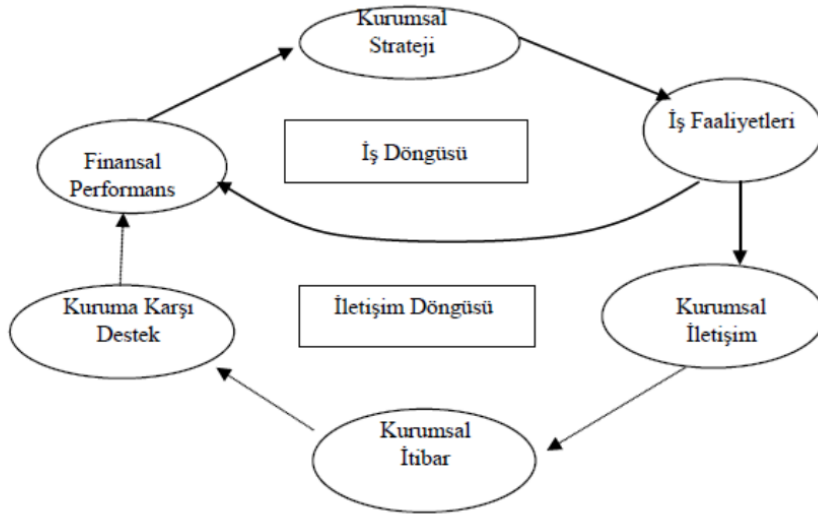 Kurumsal
Strateji
İş Faaliyetleri
İş Döngüsü
Finansal
Performans
Kuruma Karşı
Destek
İletişim Döngüsü
Kurumsal
İletişim
Kurumsal
İtibar